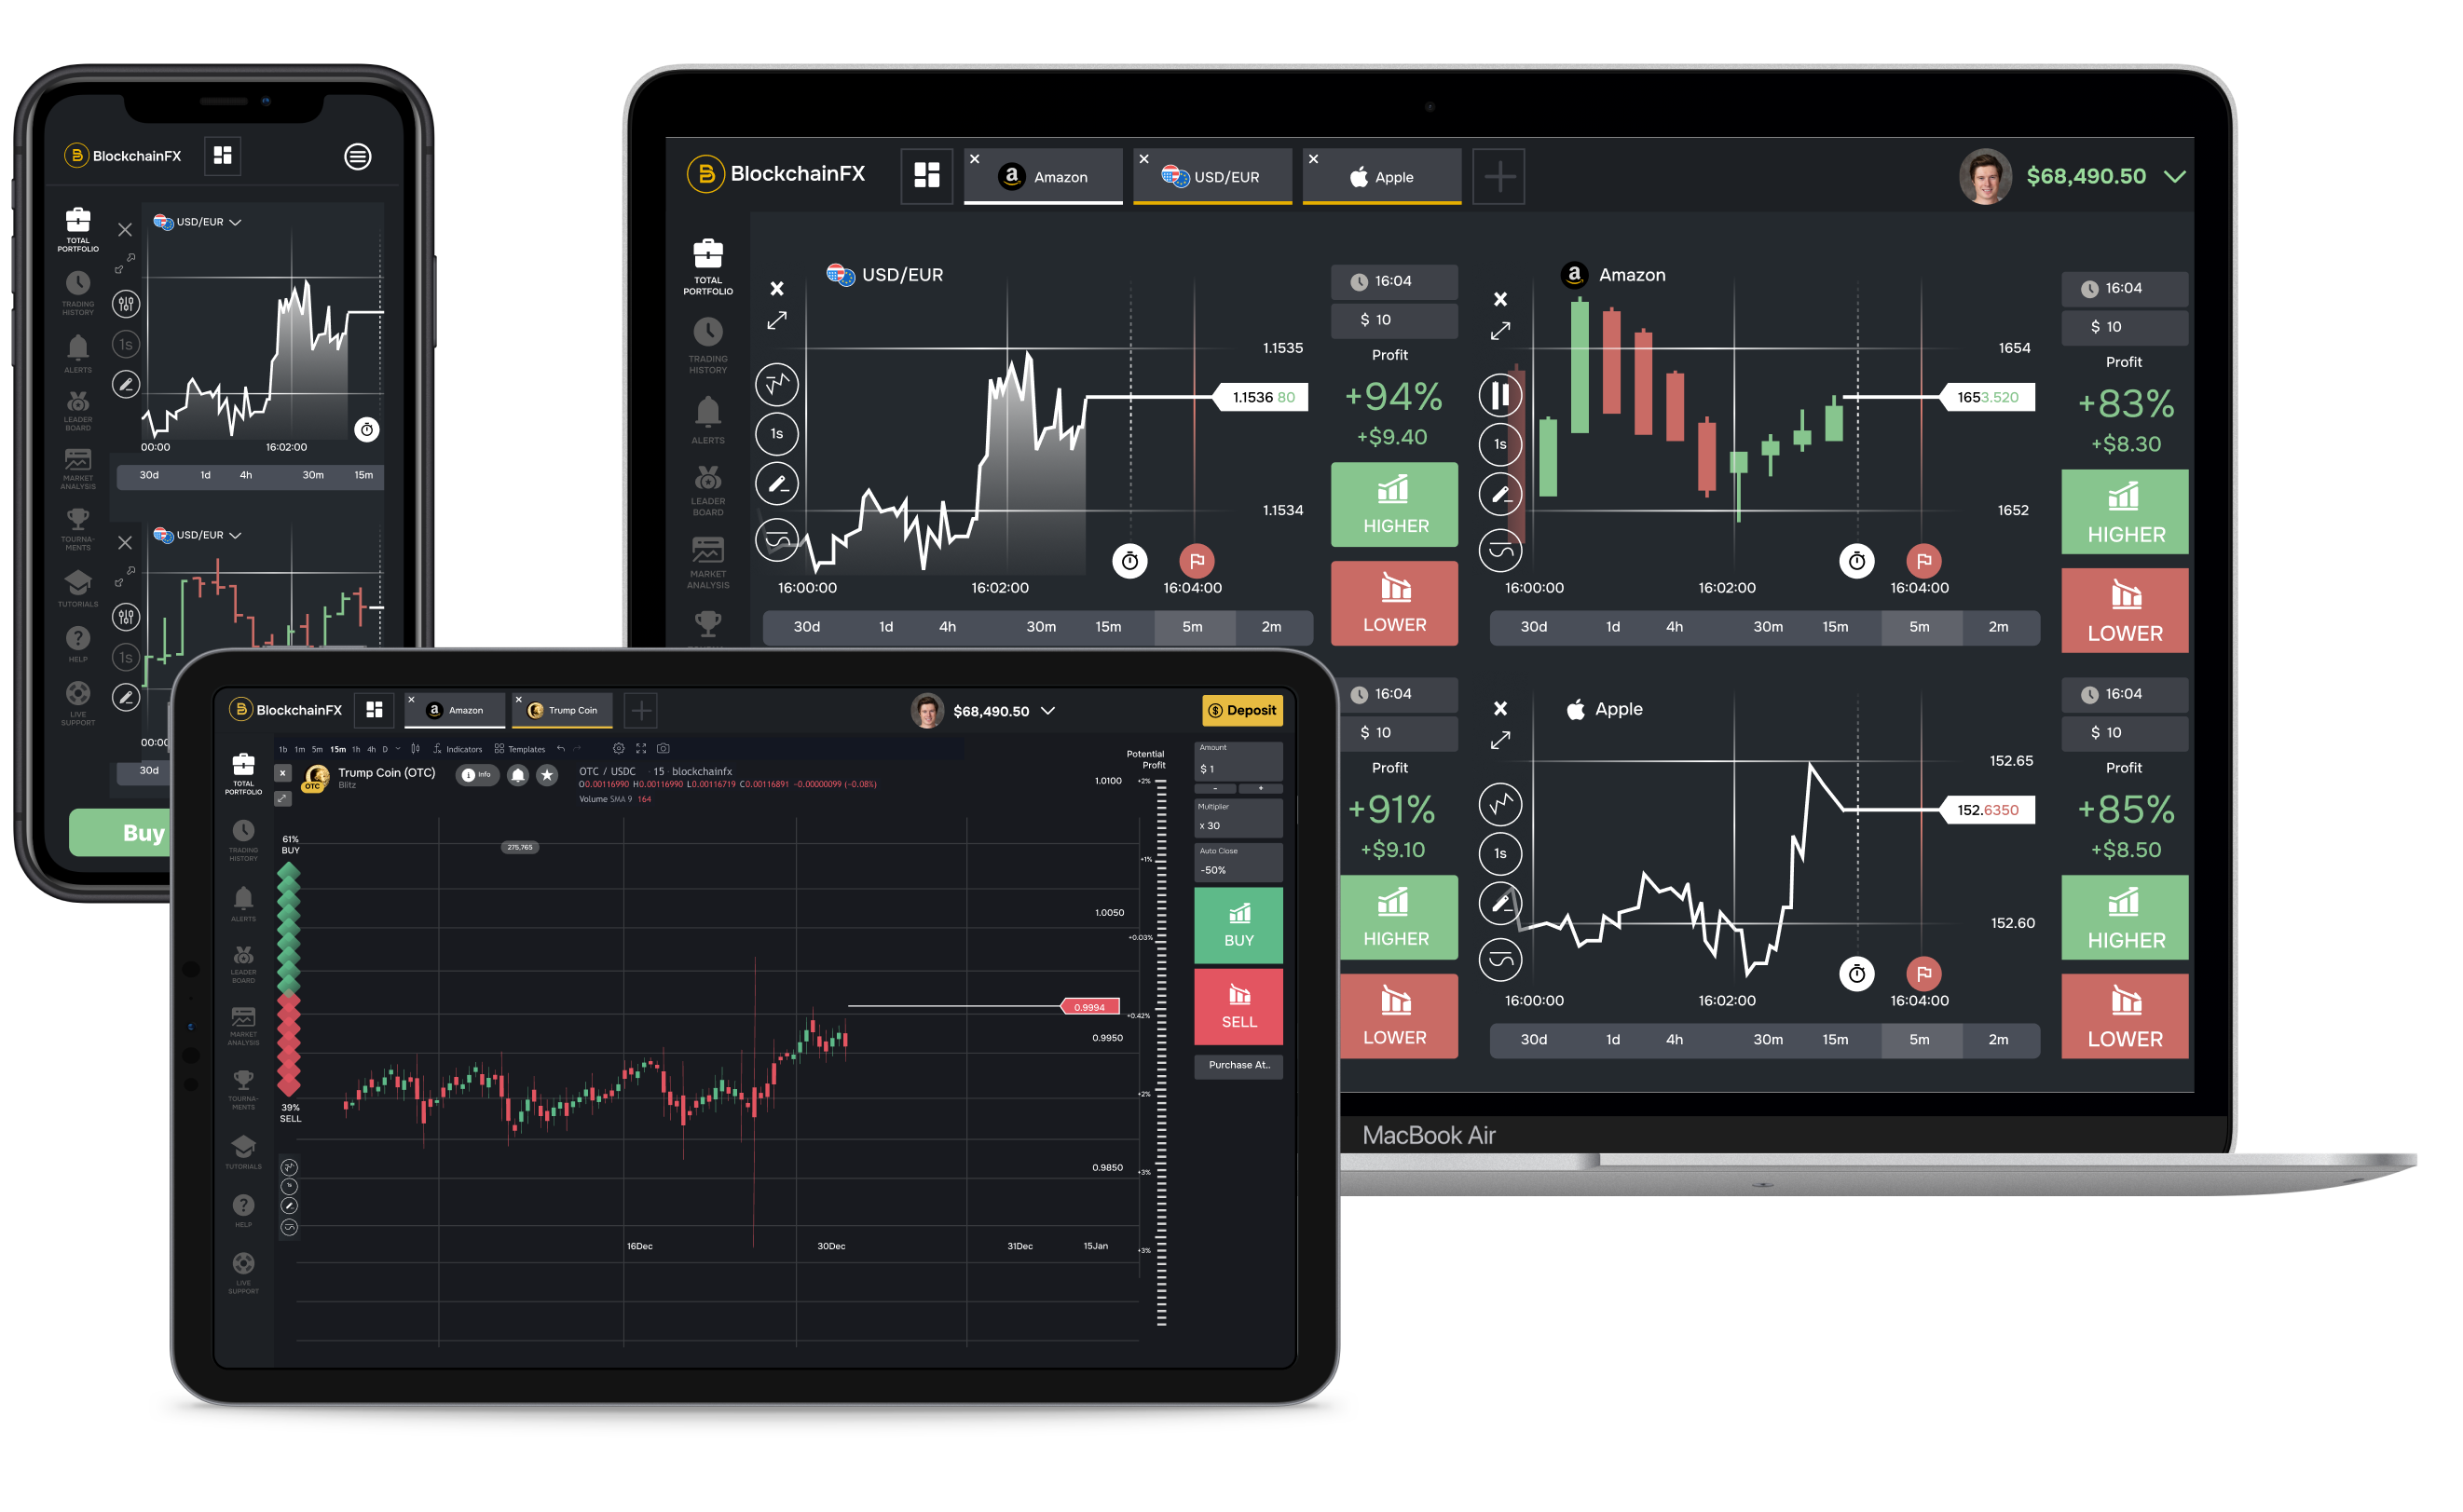 BlockchainFX
TOTAL
PORTFOLIO
TRADING
HISTORY
ALERTS
LEADER
BOARD
MARKET
ANALYSIS
TOURNA-
MENTS
TUTORIALS
HELP
LIVE
SUPPORT
USD/EUR
1s
00:00
16:02:00
30d 1d 4h 30m 15m
USD/EUR
1s
00:0
30d
Buy
BlockchainFX
Amazon
USD/EUR
Apple
$68,490.50
TOTAL
PORTFOLIO
TRADING
HISTORY
ALERTS
LEADER
BOARD
MARKET
ANALYSIS
USD/EUR
1s
1.1535
1.1536 80
1.1534
16:00:00 16:02:00 16:04:00
30d 1d 4h 30m 15m 5m 2m
16:04
$ 10
Profit
+94%
+$9.40
HIGHER
LOWER
Amazon
1s
1654
1653.520
1652
16:00:00 16:02:00 16:04:00
30d 1d 4h 30m 15m 5m 2m
16:04
$ 10
Profit
+83%
+$8.30
HIGHER
LOWER
16:04
$ 10
Profit
+91%
+$9.10
HIGHER
LOWER
Apple
1s
152.65
152.6350
152.60
16:00:00 16:02:00 16:04:00
30d 1d 4h 30m 15m 5m 2m
16:04
$ 10
Profit
+85%
+$8.50
HIGHER
LOWER
MacBook Air
BlockchainFX
Amazon
Trump Coin
$68,490.50
$ Deposit
TOTAL
PORTFOLIO
TRADING
HISTORY
ALERTS
LEADER
BOARD
MARKET
ANALYSIS
TOURNA-
MENTS
TUTORIALS
HELP
LIVE
SUPPORT
1b 1m 5m 15m 1h 4h D Indicators Templates
OTC
Trump Coin (OTC)
Blitz
Info
OTC / USDC · 15 · blockchainfx
O0.00116990 H0.00116990 L0.00116719 C0.00116891 -0.0000099 (-0.08%)
Volume SMA 9 164
61%
BUY
39%
SELL
275,765
Potential
Profit
1.0100
1.0050
0.9994
0.9950
0.9850
+2%
+1%
+0.03%
+0.42%
+2%
+3%
+3%
16Dec 30Dec 31Dec 15Jan
Amount
$ 1
- +
Multiplier
x 30
Auto Close
-50%
BUY
SELL
Purchase At..